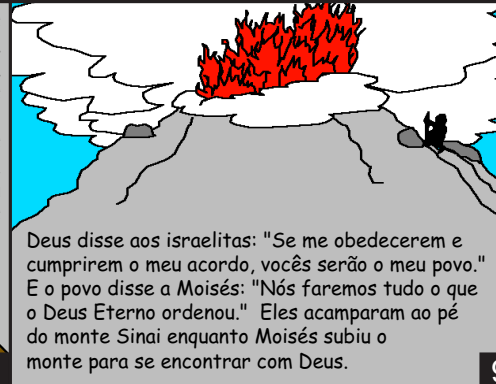 Deus disse aos israelitas: "Se me obedecerem e
cumprirem o meu acordo, vocês serão o meu povo."
E o povo disse a Moisés: "Nós faremos tudo o que
o Deus Eterno ordenou."  Eles acamparam ao pé
do monte Sinai enquanto Moisés subiu o
monte para se encontrar com Deus.